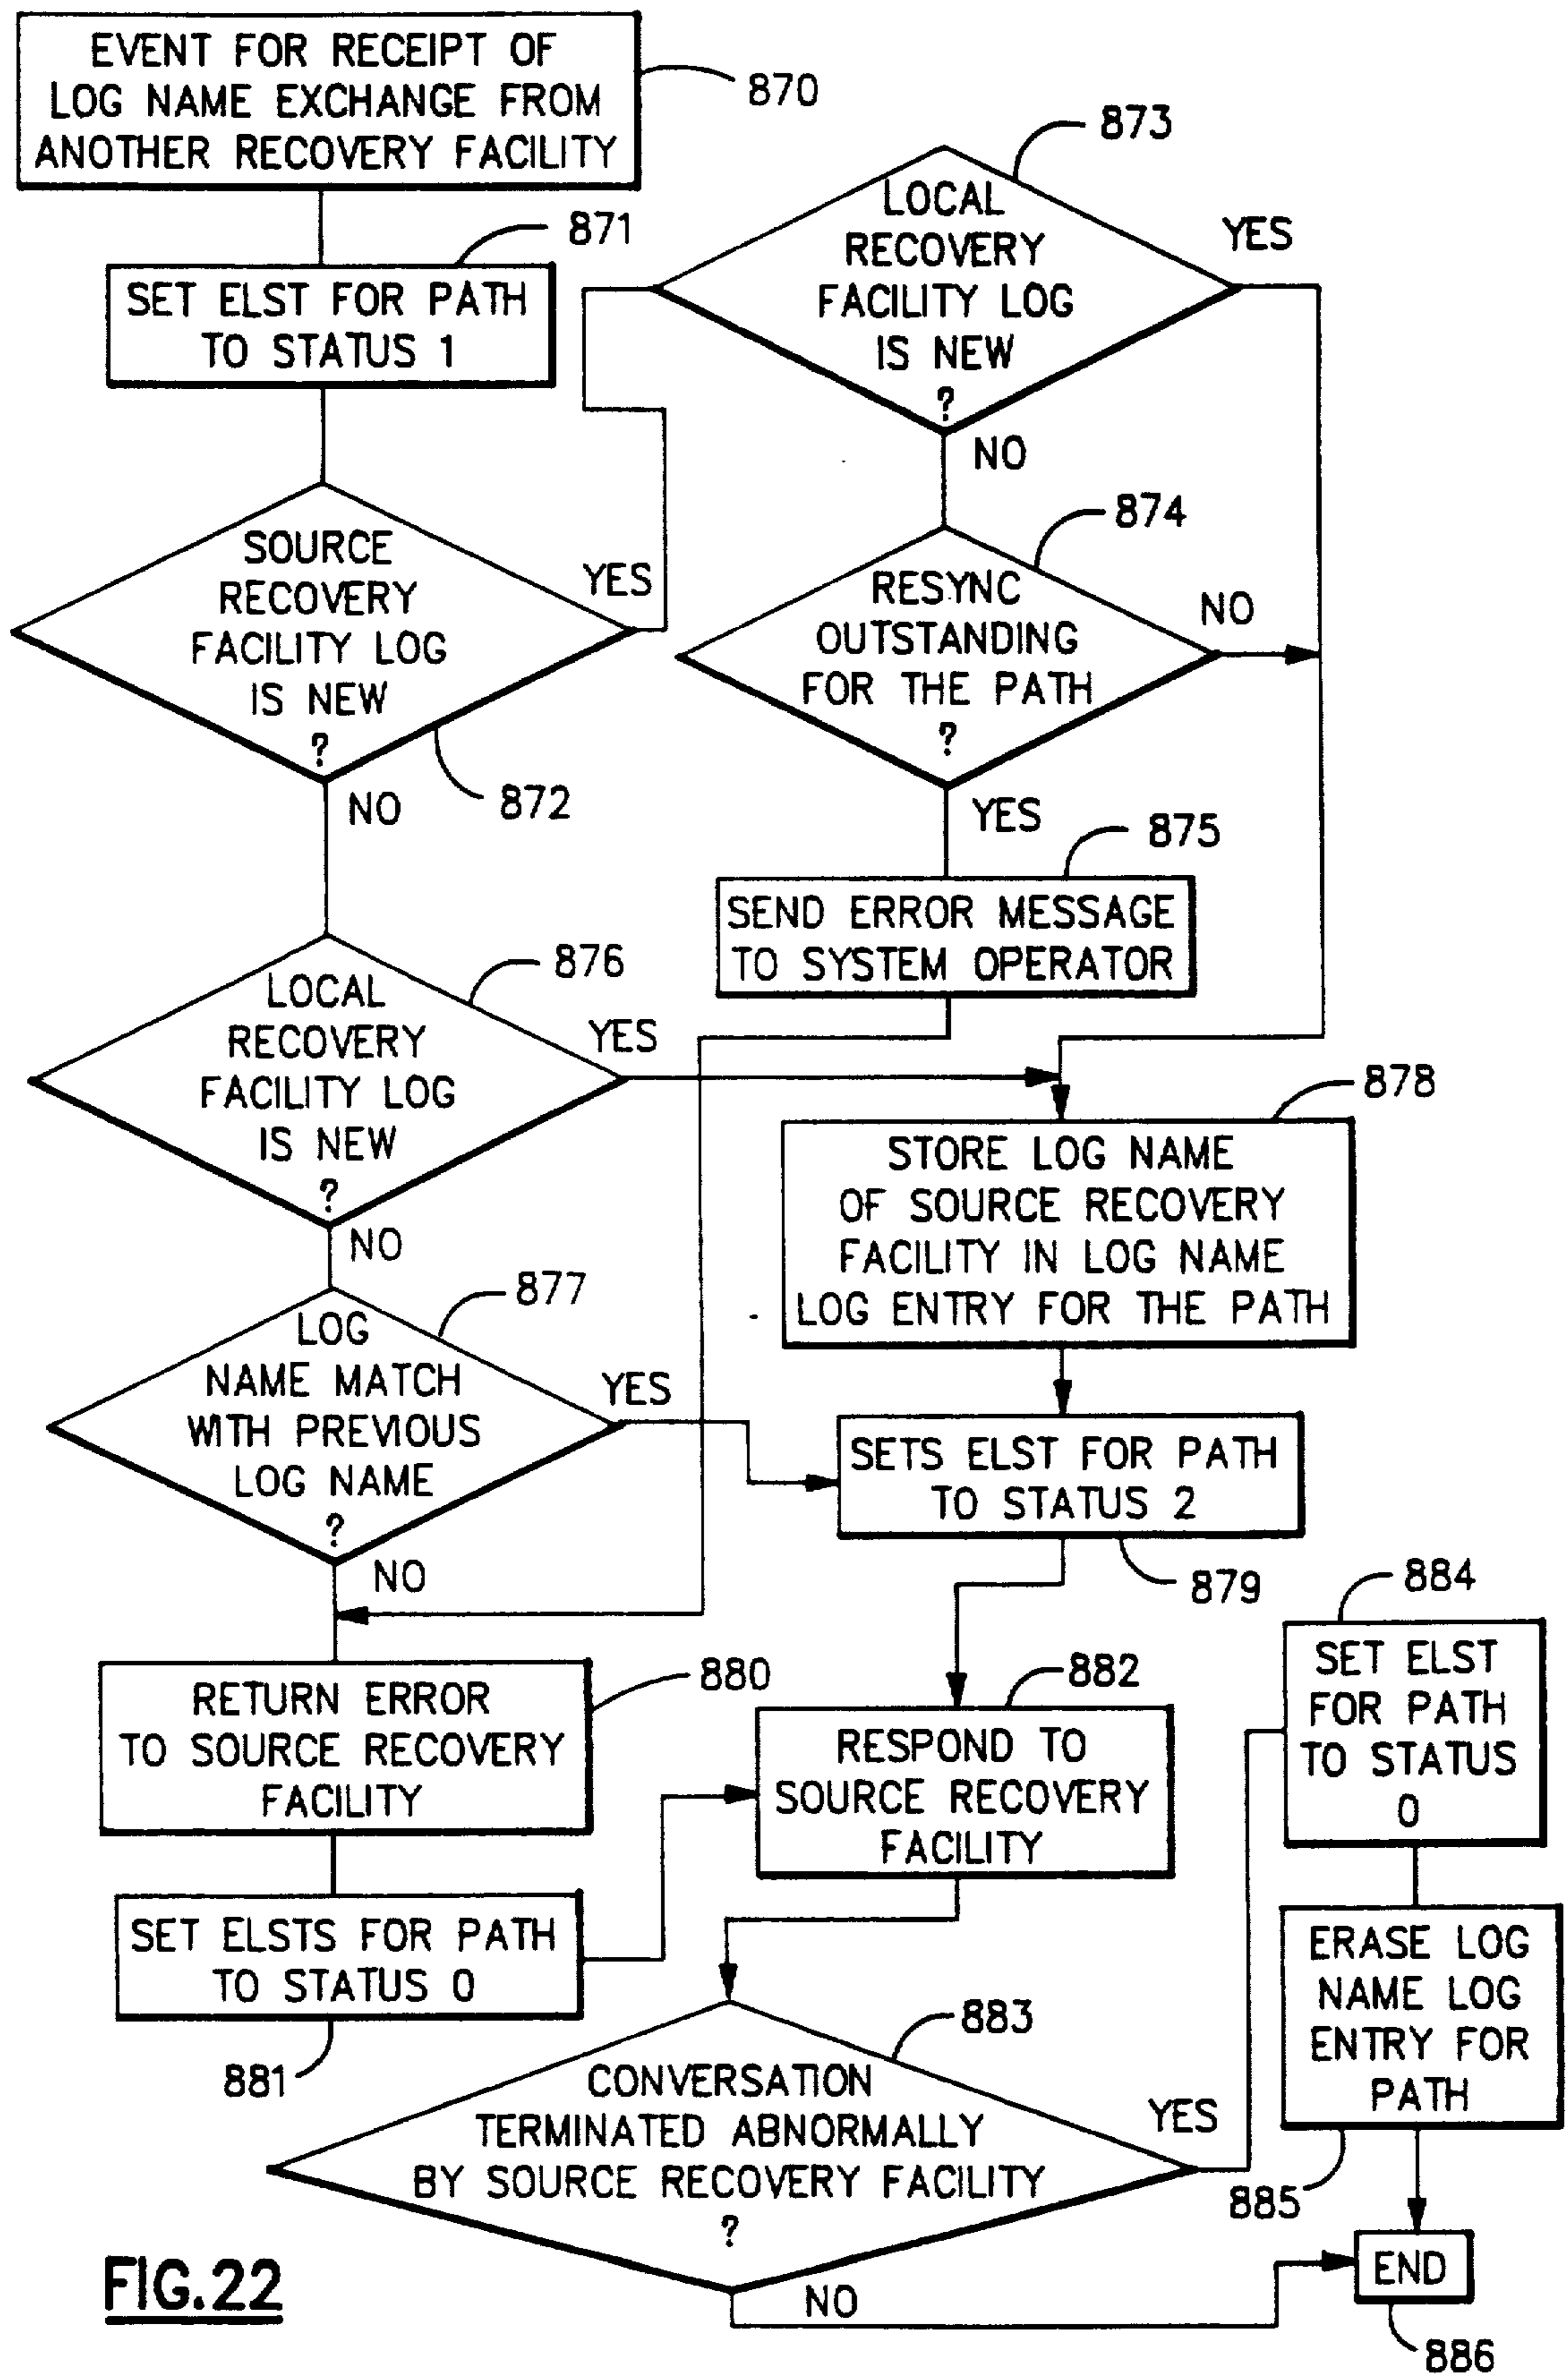 EVENT FOR RECEIPT OF
LOG NAME EXCHANGE FROM
ANOTHER RECOVERY FACILITY
870
871
SET ELST FOR PATH
TO STATUS 1
SOURCE
RECOVERY
FACILITY LOG
IS NEW
?
YES
NO
872
873
LOCAL
RECOVERY
FACILITY LOG
IS NEW
?
YES
NO
874
RESYNC
OUTSTANDING
FOR THE PATH
?
NO
YES
875
SEND ERROR MESSAGE
TO SYSTEM OPERATOR
876
LOCAL
RECOVERY
FACILITY LOG
IS NEW
?
YES
NO
877
LOG
NAME MATCH
WITH PREVIOUS
LOG NAME
?
YES
NO
878
STORE LOG NAME
OF SOURCE RECOVERY
FACILITY IN LOG NAME
LOG ENTRY FOR THE PATH
SETS ELST FOR PATH
TO STATUS 2
879
RETURN ERROR
TO SOURCE RECOVERY
FACILITY
880
SET ELSTS FOR PATH
TO STATUS 0
881
882
RESPOND TO
SOURCE RECOVERY
FACILITY
883
CONVERSATION
TERMINATED ABNORMALLY
BY SOURCE RECOVERY FACILITY
?
YES
NO
884
SET ELST
FOR PATH
TO STATUS
0
ERASE LOG
NAME LOG
ENTRY FOR
PATH
885
END
886
FIG.22